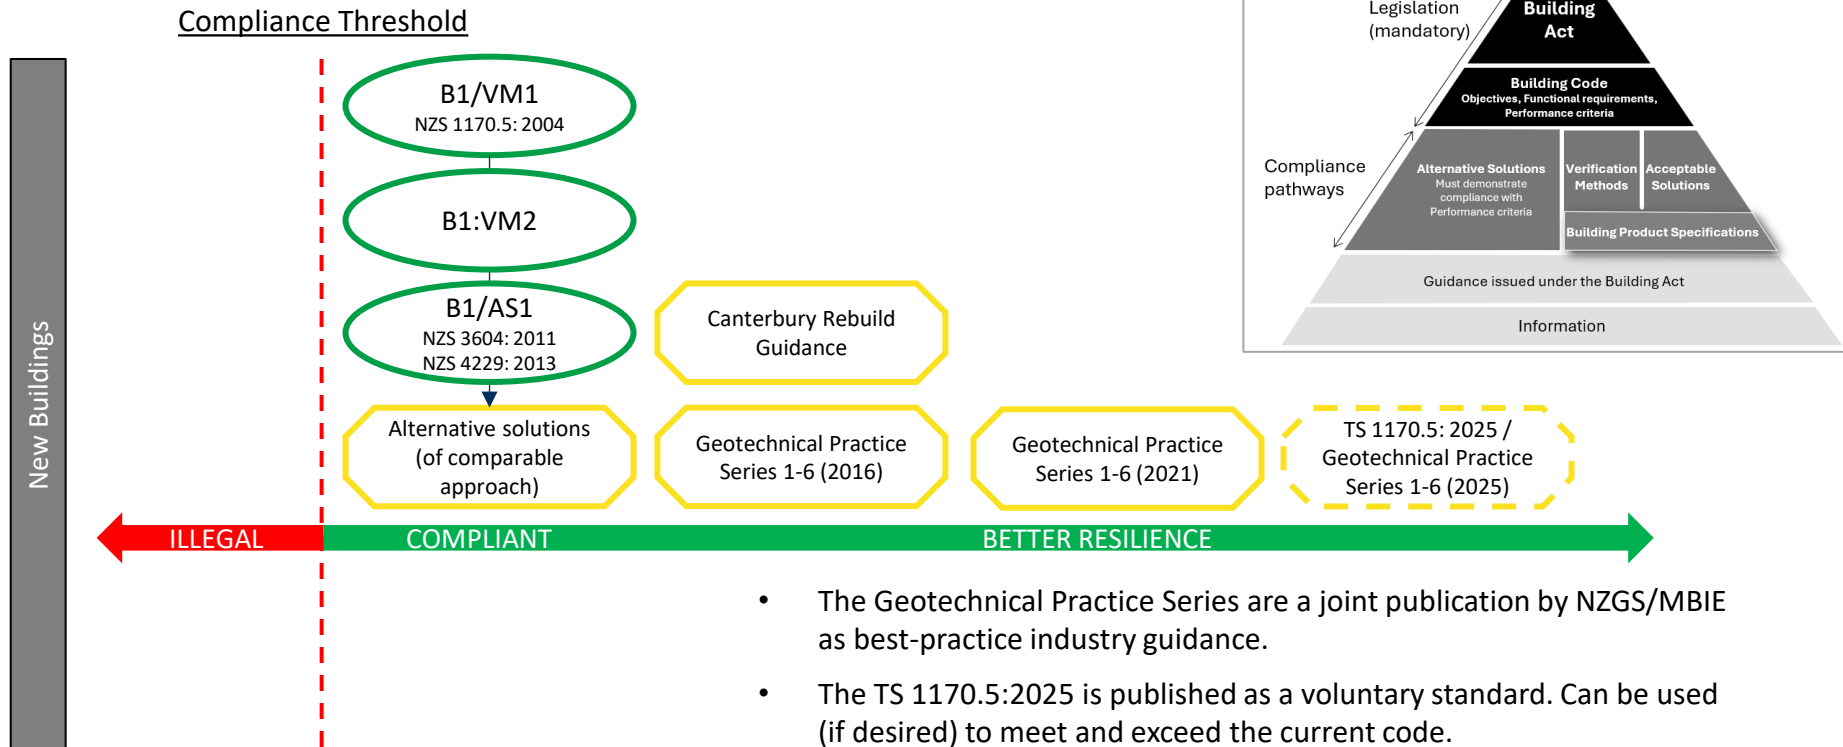 Compliance Threshold
New Buildings
B1/VM1
NZS 1170.5: 2004
B1:VM2
B1/AS1
NZS 3604: 2011
NZS 4229: 2013
Canterbury Rebuild
Guidance
Alternative solutions
(of comparable
approach)
Geotechnical Practice
Series 1-6 (2016)
Geotechnical Practice
Series 1-6 (2021)
TS 1170.5: 2025 /
Geotechnical Practice
Series 1-6 (2025)
ILLEGAL
COMPLIANT
BETTER RESILIENCE
• The Geotechnical Practice Series are a joint publication by NZGS/MBIE
as best-practice industry guidance.
• The TS 1170.5:2025 is published as a voluntary standard. Can be used
(if desired) to meet and exceed the current code.
Legislation
(mandatory)
Building
Act
Building Code
Objectives, Functional requirements,
Performance criteria
Compliance
pathways
Alternative Solutions
Must demonstrate
compliance with
Performance criteria
Verification
Methods
Acceptable
Solutions
Building Product Specifications
Guidance issued under the Building Act
Information